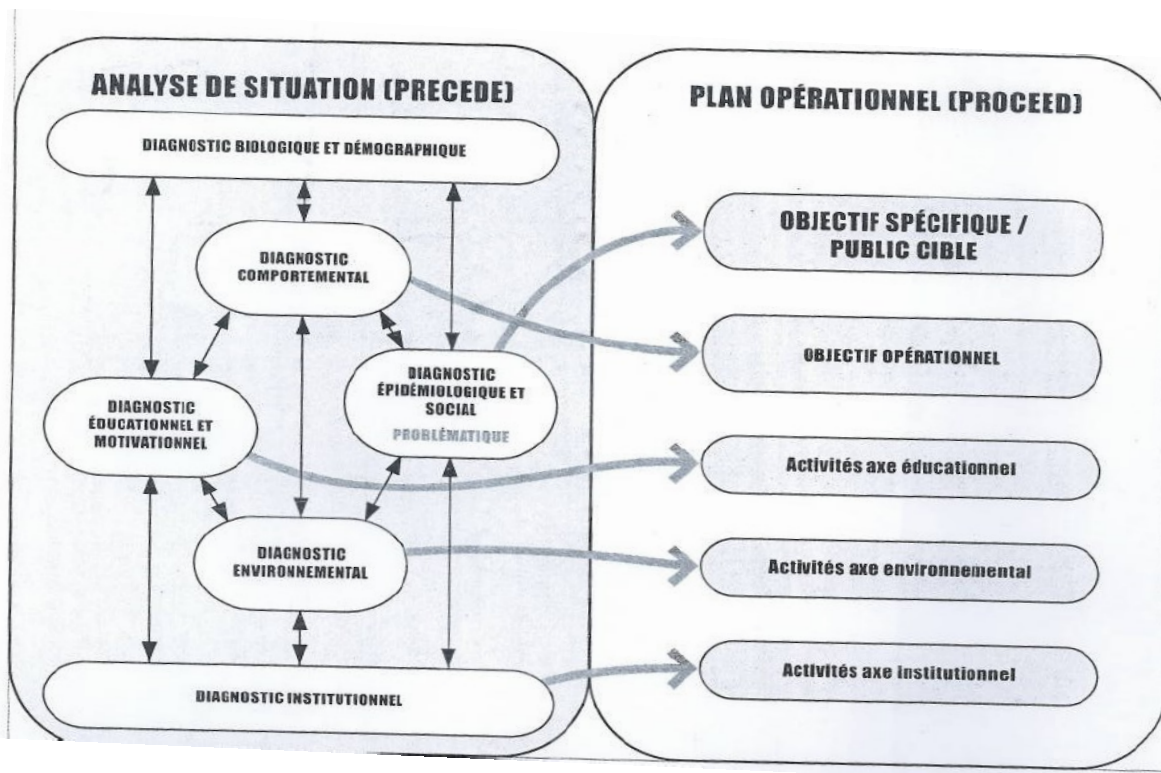 ANALYSE DE SITUATION (PRECEDE)
DIAGNOSTIC BIOLOGIQUE ET DÉMOGRAPHIQUE
DIAGNOSTIC
COMPORTEMENTAL
DIAGNOSTIC
ÉPIDÉMIOLOGIQUE ET
SOCIAL
PROBLÉMATIQUE
DIAGNOSTIC
ÉDUCATIONNEL ET
MOTIVATIONNEL
DIAGNOSTIC
ENVIRONNEMENTAL
DIAGNOSTIC INSTITUTIONNEL
PLAN OPÉRATIONNEL (PROCEED)
OBJECTIF SPÉCIFIQUE /
PUBLIC CIBLE
OBJECTIF OPÉRATIONNEL
Activités axe éducationnel
Activités axe environnemental
Activités axe institutionnel